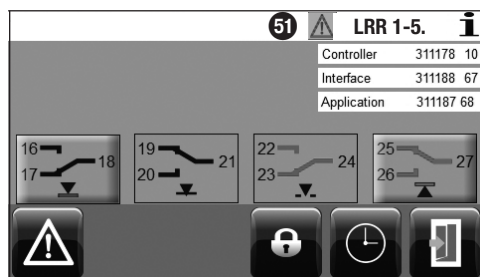 51 LRR 1-5. i
Controller 311178 10
Interface 311188 67
Application 311187 68
16 17 18 19 20 21 22 23 24 25 26 27